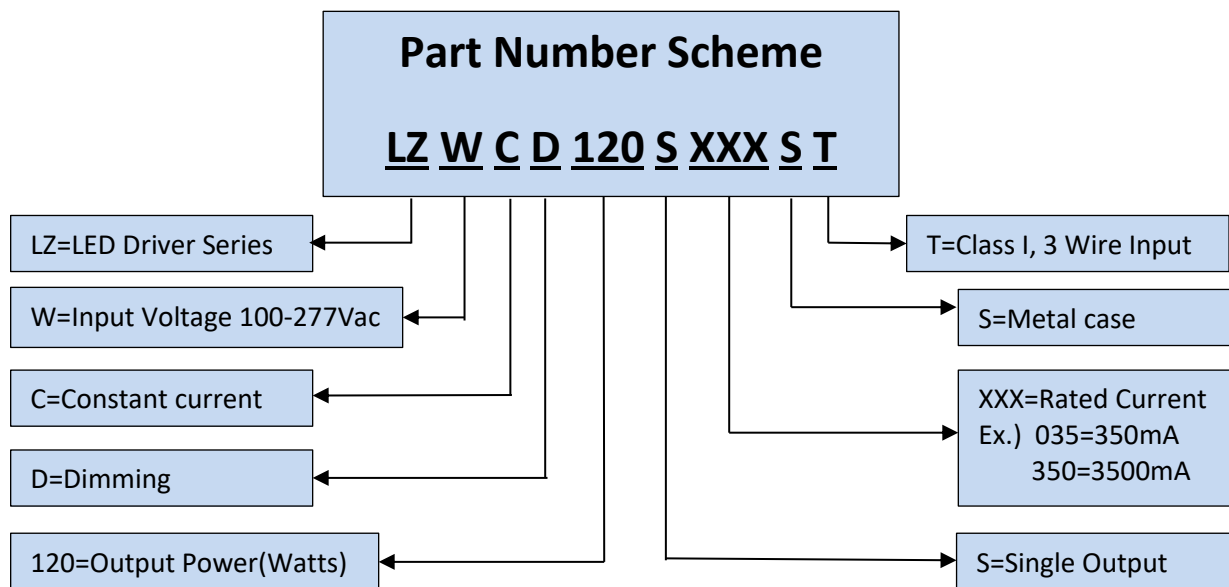 Part Number Scheme
LZ W C D 120 S XXX S T
LZ=LED Driver Series
W=Input Voltage 100-277Vac
C=Constant current
D=Dimming
120=Output Power(Watts)
T=Class I, 3 Wire Input
S=Metal case
XXX=Rated Current
Ex.) 035=350mA
350=3500mA
S=Single Output